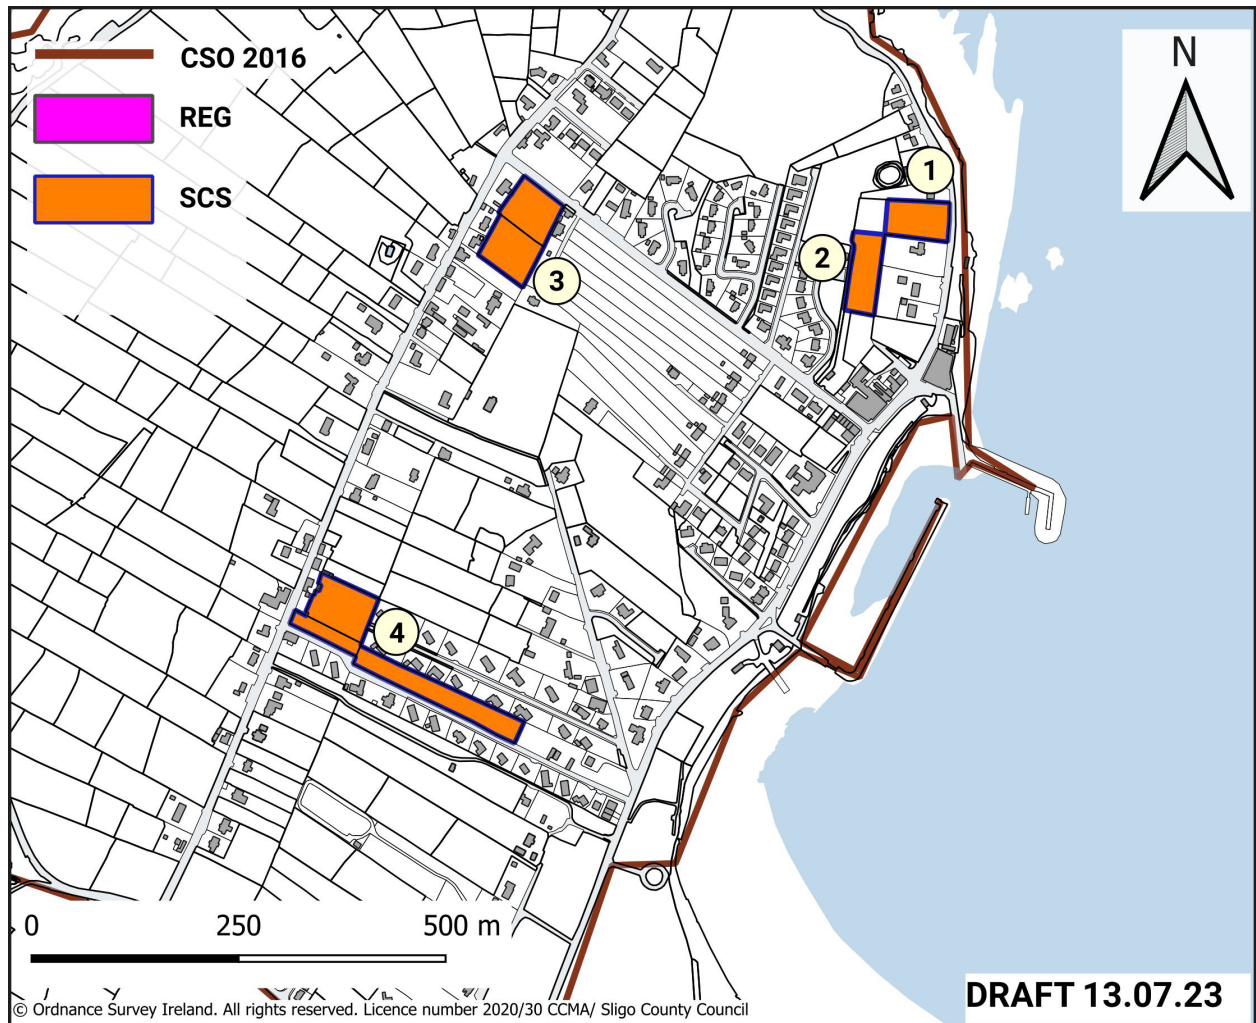 CSO 2016
REG
SCS
N
1
2
3
4
0 250 500 m
© Ordnance Survey Ireland. All rights reserved. Licence number 2020/30 CCMA/ Sligo County Council
DRAFT 13.07.23